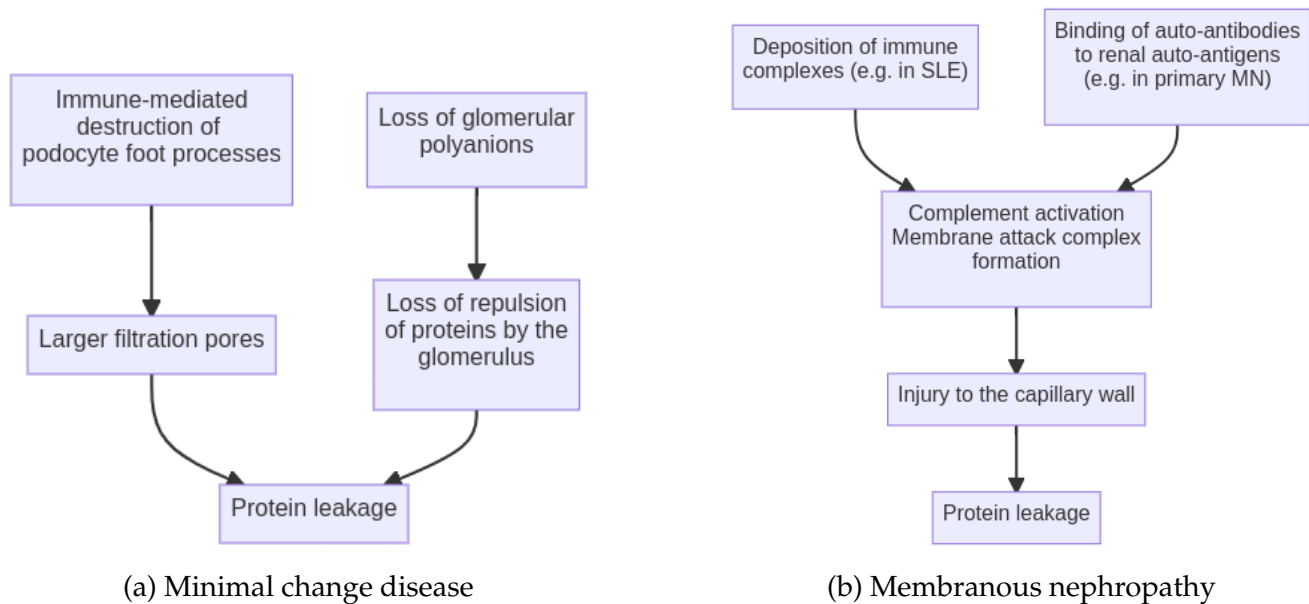 Immune-mediated
destruction of
podocyte foot processes
Loss of glomerular
polyanions
Larger filtration pores
Loss of repulsion
of proteins by the
glomerulus
Protein leakage
(a) Minimal change disease
Deposition of immune
complexes (e.g. in SLE)
Binding of auto-antibodies
to renal auto-antigens
(e.g. in primary MN)
Complement activation
Membrane attack complex
formation
Injury to the capillary wall
Protein leakage
(b) Membranous nephropathy